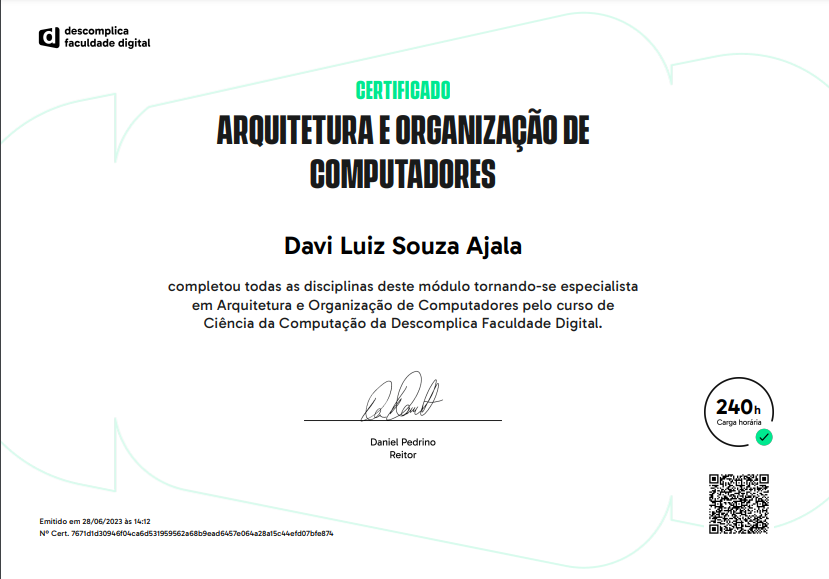 descomplica
faculdade digital
CERTIFICADO
ARQUITETURA E ORGANIZAÇÃO DE
COMPUTADORES
Davi Luiz Souza Ajala
completou todas as disciplinas deste módulo tornando-se especialista
em Arquitetura e Organização de Computadores pelo curso de
Ciência da Computação da Descomplica Faculdade Digital.
Daniel Pedrino
Reitor
240h
Carga horária
Emitido em 28/06/2023 às 14:12
Nº Cert. 7671d1d30946f04ca6d531959562a68b9ead6457e064a28a15c44efd07bfe874